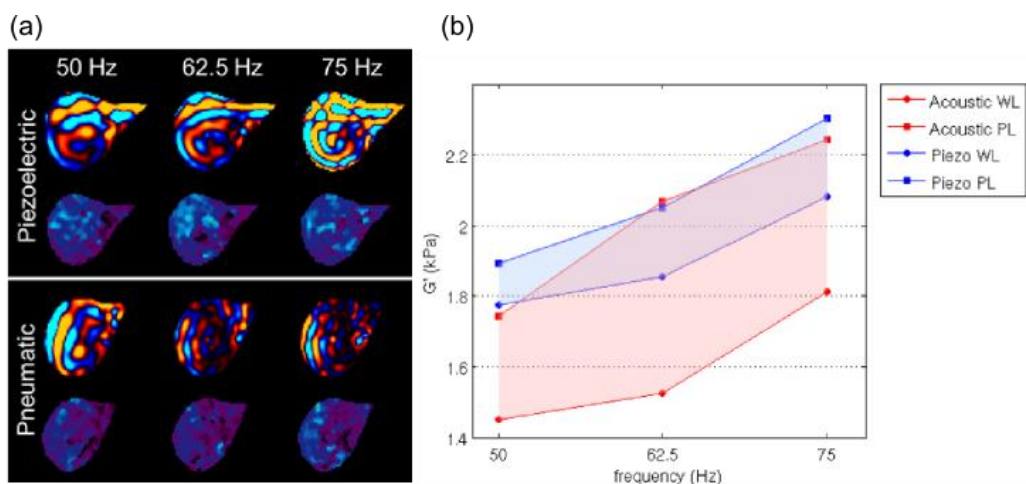 (a)
50 Hz 62.5 Hz 75 Hz
Piezoelectric
Pneumatic
(b)
2.2
2
1.8
1.6
1.4
G' (kPa)
50 62.5 75
frequency (Hz)
Acoustic WL
Acoustic PL
Piezo WL
Piezo PL